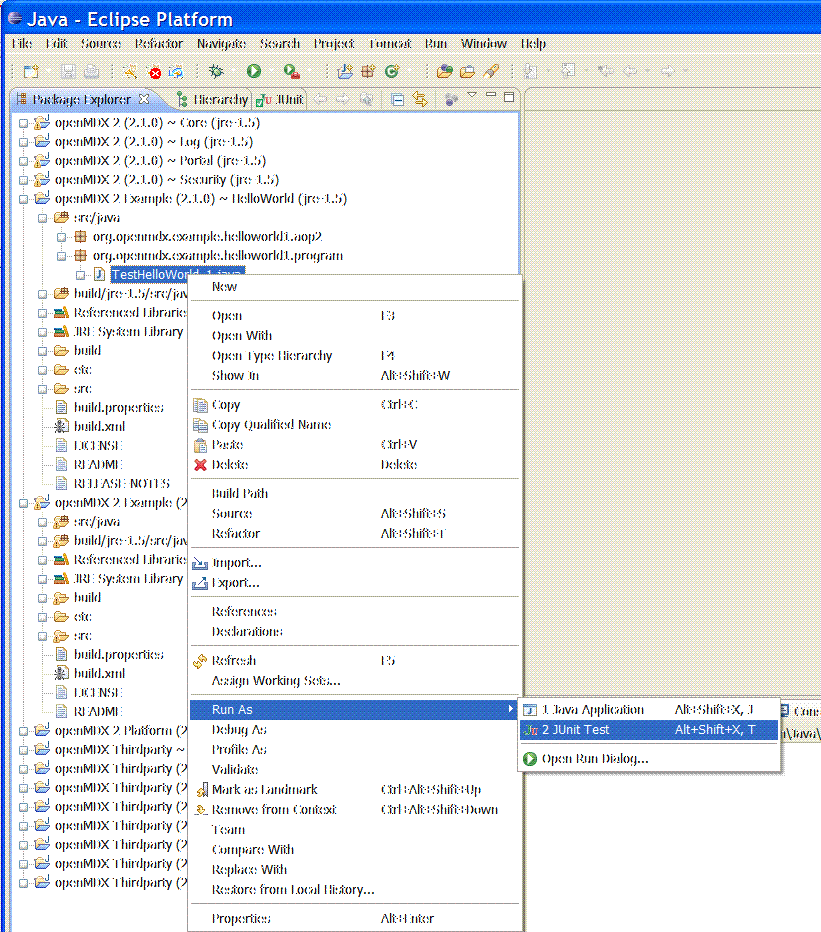 Java - Eclipse Platform
File Edit Source Refactor Navigate Search Project Tomcat Run Window Help
Package Explorer Hierarchy JUnit
openMDX 2 (2.1.0) ~ Core (jre-1.5)
openMDX 2 (2.1.0) ~ Log (jre-1.5)
openMDX 2 (2.1.0) ~ Portal (jre-1.5)
openMDX 2 (2.1.0) ~ Security (jre-1.5)
openMDX 2 Example (2.1.0) ~ HelloWorld (jre-1.5)
src/java
org.openmdx.example.helloworld1.aop2
org.openmdx.example.helloworld1.program
TestHelloWorld_1.java
build/jre-1.5/src/jav
Referenced Librarie
JRE System Library
build
etc
src
build.properties
build.xml
LICENSE
README
RELEASE-NOTES
openMDX 2 Example (2
src/java
build/jre-1.5/src/jav
Referenced Librarie
JRE System Library
build
etc
src
build.properties
build.xml
LICENSE
README
openMDX 2 Platform (2
openMDX Thirdparty ~
openMDX Thirdparty (2
openMDX Thirdparty (2
openMDX Thirdparty (2
openMDX Thirdparty (2
openMDX Thirdparty (2
openMDX Thirdparty (2
openMDX Thirdparty (2
New
Open F3
Open With
Open Type Hierarchy F4
Show In Alt+Shift+W
Copy Ctrl+C
Copy Qualified Name
Paste Ctrl+V
Delete Delete
Build Path
Source Alt+Shift+S
Refactor Alt+Shift+T
Import...
Export...
References
Declarations
Refresh F5
Assign Working Sets...
Run As
Debug As
Profile As
Validate
Mark as Landmark Ctrl+Alt+Shift+Up
Remove from Context Ctrl+Alt+Shift+Down
Team
Compare With
Replace With
Restore from Local History...
Properties Alt+Enter
1 Java Application Alt+Shift+X, J
2 JUnit Test Alt+Shift+X, T
Open Run Dialog...
Cons
\Java\